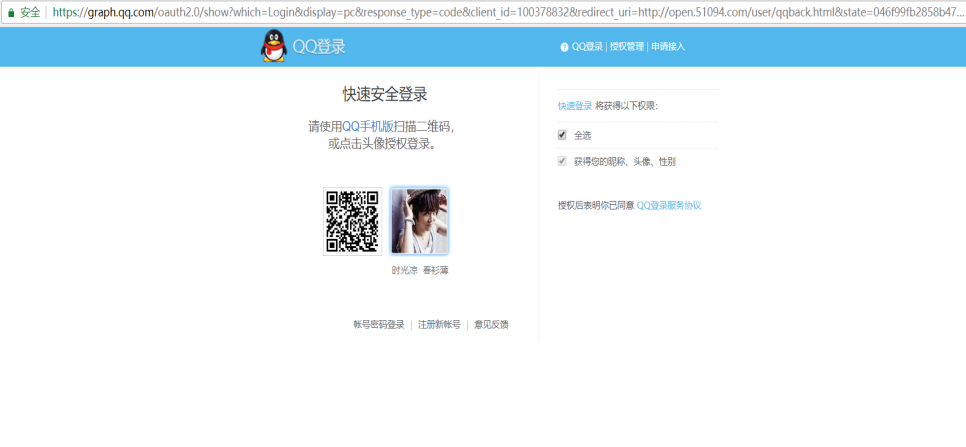 安全 https://graph.qq.com/oauth2.0/show?which=Login&display=pc&response_type=code&client_id=100378832&redirect_uri=http://open.51094.com/user/qqback.html&state=046f99fb2858b47...
QQ登录
QQ登录 | 授权管理 | 申请接入
快速安全登录
请使用QQ手机版扫描二维码，
或点击头像授权登录。
时光凉 春衫薄
帐号密码登录 | 注册新帐号 | 意见反馈
快速登录 将获得以下权限：
全选
获得您的昵称、头像、性别
授权后表明你已同意 QQ登录服务协议